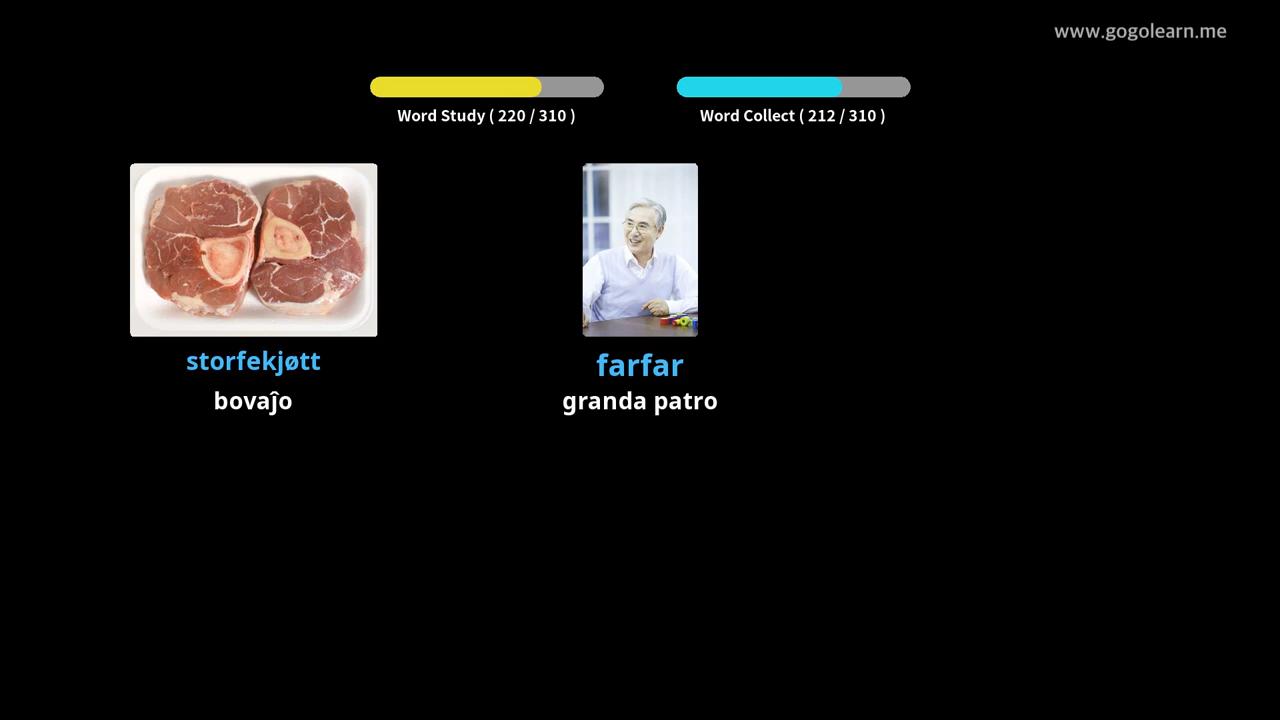 www.gogolearn.me
Word Study ( 220 / 310 )
Word Collect ( 212 / 310 )
storfekjøtt
bovaĵo
farfar
granda patro